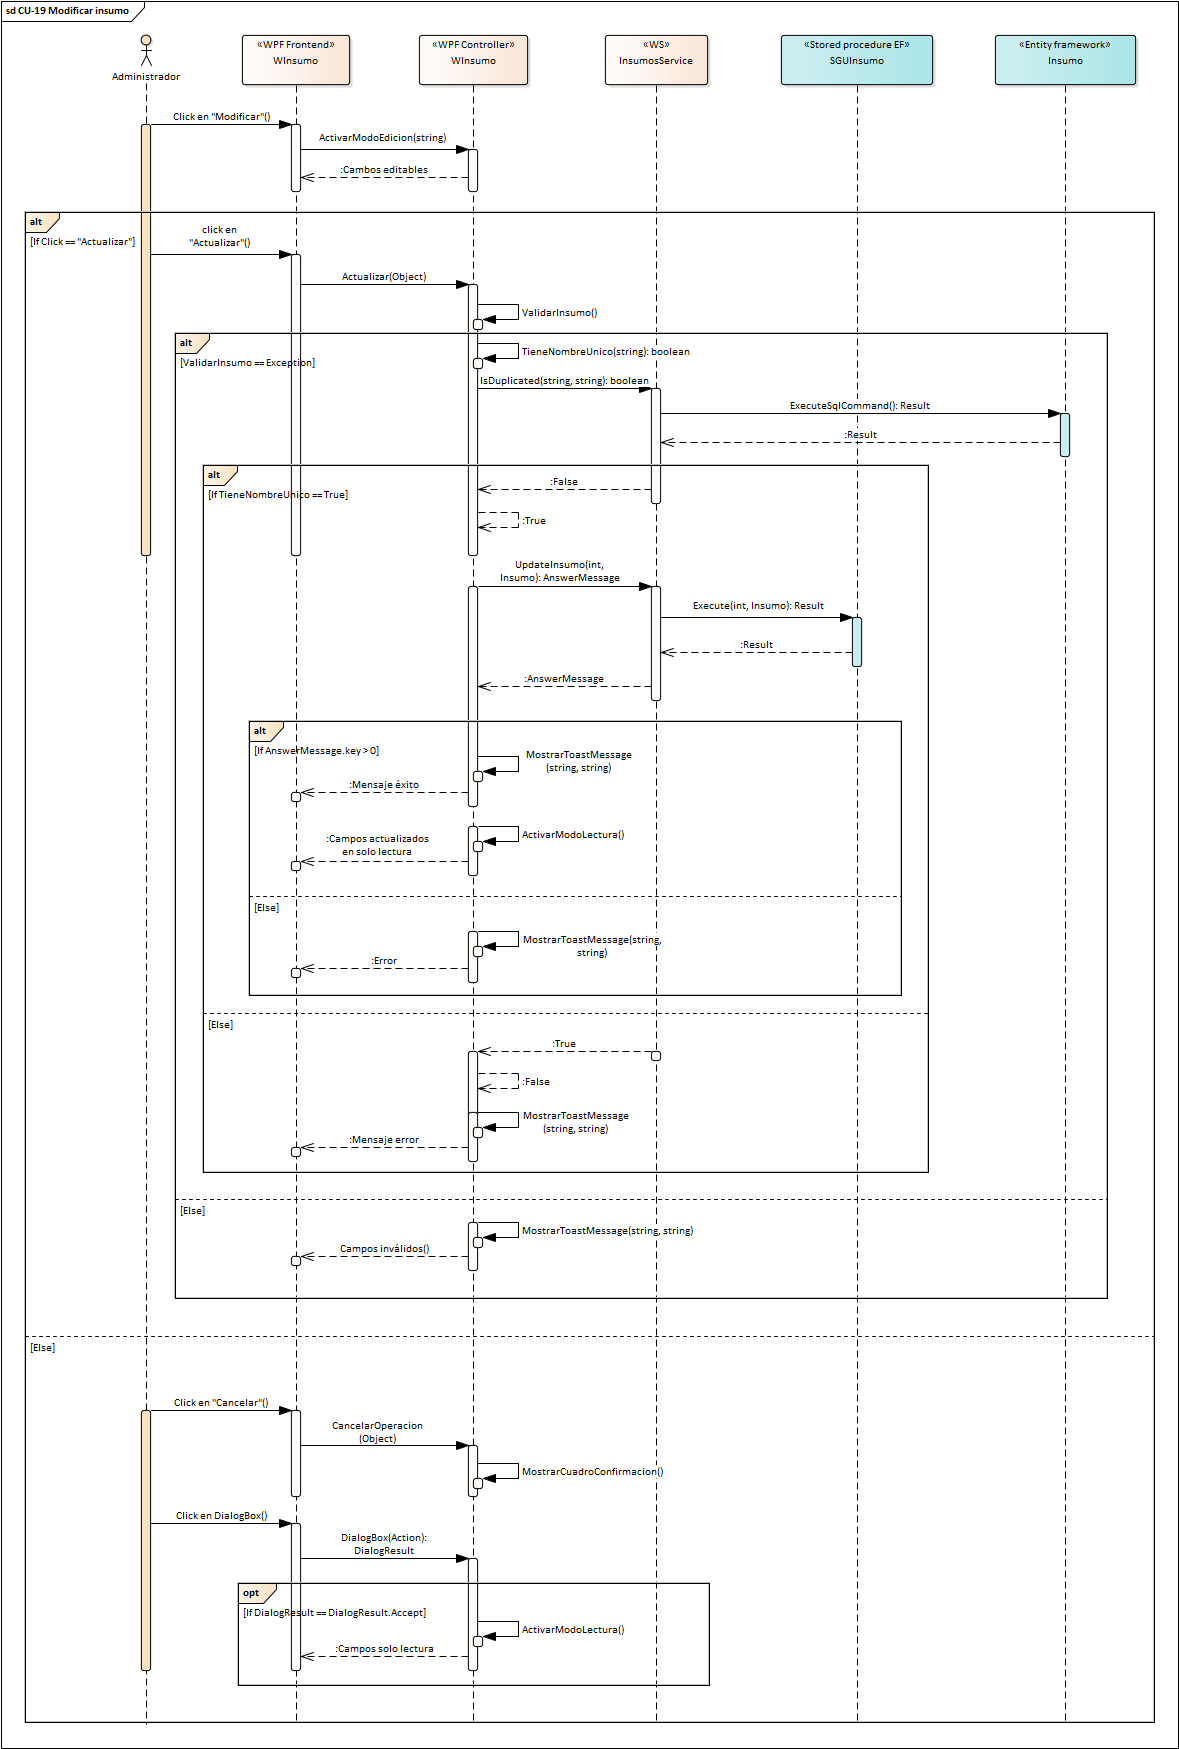 sd CU-19 Modificar insumo
Administrador
«WPF Frontend»
WInsumo
«WPF Controller»
WInsumo
«WS»
InsumosService
«Stored procedure EF»
SGUInsumo
«Entity framework»
Insumo
Click en "Modificar"()
ActivarModoEdicion(string)
:Cambos editables
alt
[If Click == "Actualizar"]
click en
"Actualizar"()
Actualizar(Object)
ValidarInsumo()
alt
[ValidarInsumo == Exception]
TieneNombreUnico(string): boolean
IsDuplicated(string, string): boolean
ExecuteSqlCommand(): Result
:Result
alt
[If TieneNombreUnico == True]
:False
:True
UpdateInsumo(int,
Insumo): AnswerMessage
Execute(int, Insumo): Result
:Result
:AnswerMessage
alt
[If AnswerMessage.key > 0]
MostrarToastMessage
(string, string)
:Mensaje éxito
ActivarModoLectura()
:Campos actualizados
en solo lectura
[Else]
MostrarToastMessage(string,
string)
:Error
[Else]
:True
:False
MostrarToastMessage
(string, string)
:Mensaje error
[Else]
MostrarToastMessage(string, string)
Campos inválidos()
[Else]
Click en "Cancelar"()
CancelarOperacion
(Object)
MostrarCuadroConfirmacion()
Click en DialogBox()
DialogBox(Action):
DialogResult
opt
[If DialogResult == DialogResult.Accept]
ActivarModoLectura()
:Campos solo lectura